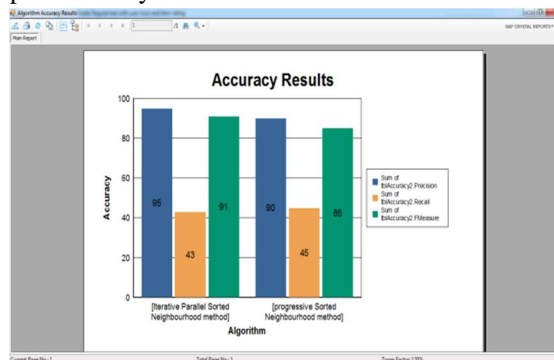 Algorithm Accuracy Results
SAP CRYSTAL REPORTS
Main Report
Accuracy Results
100
80
60
40
20
0
Accuracy
95
43
91
90
45
85
[Iterative Parallel Sorted
Neighbourhood method]
[progressive Sorted
Neighbourhood method]
Algorithm
Sum of
tblAccuracy2.Precision
Sum of
tblAccuracy2.Recall
Sum of
tblAccuracy2.FMeasure
Current Page No.: 1
Total Page No.: 1